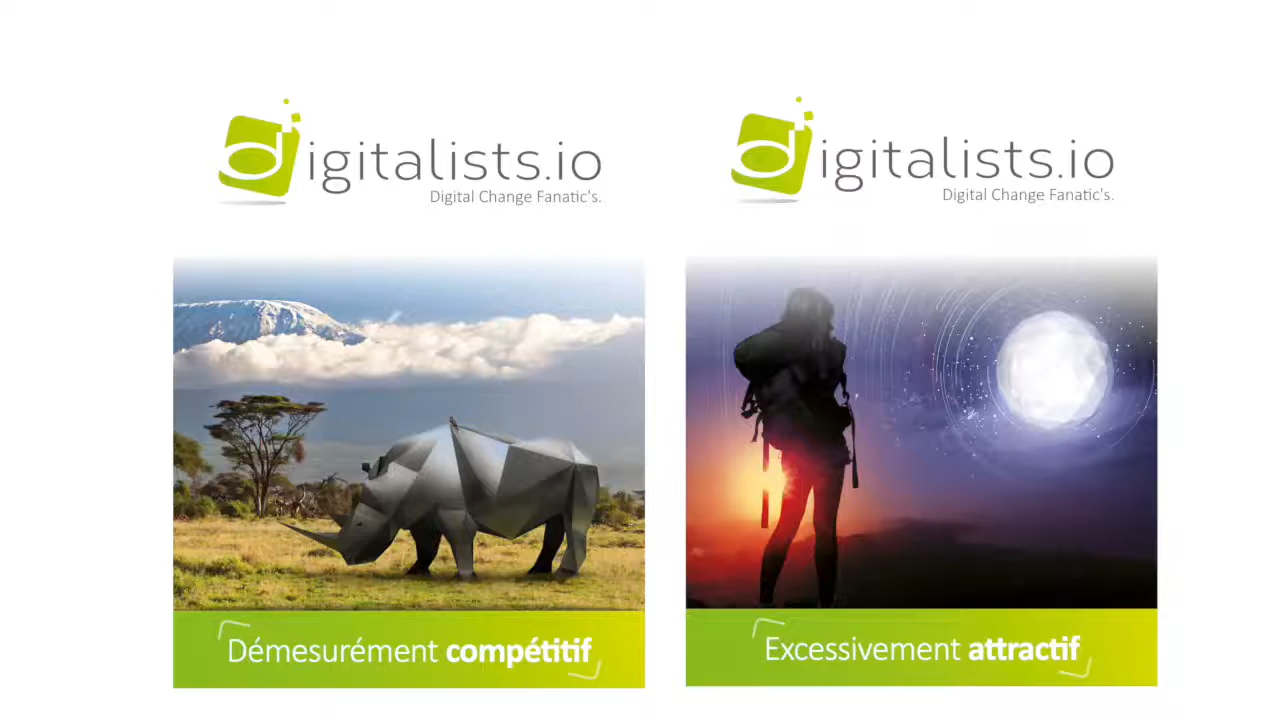 digitalists.io
Digital Change Fanatic's.
Démesurément compétitif
digitalists.io
Digital Change Fanatic's.
Excessivement attractif